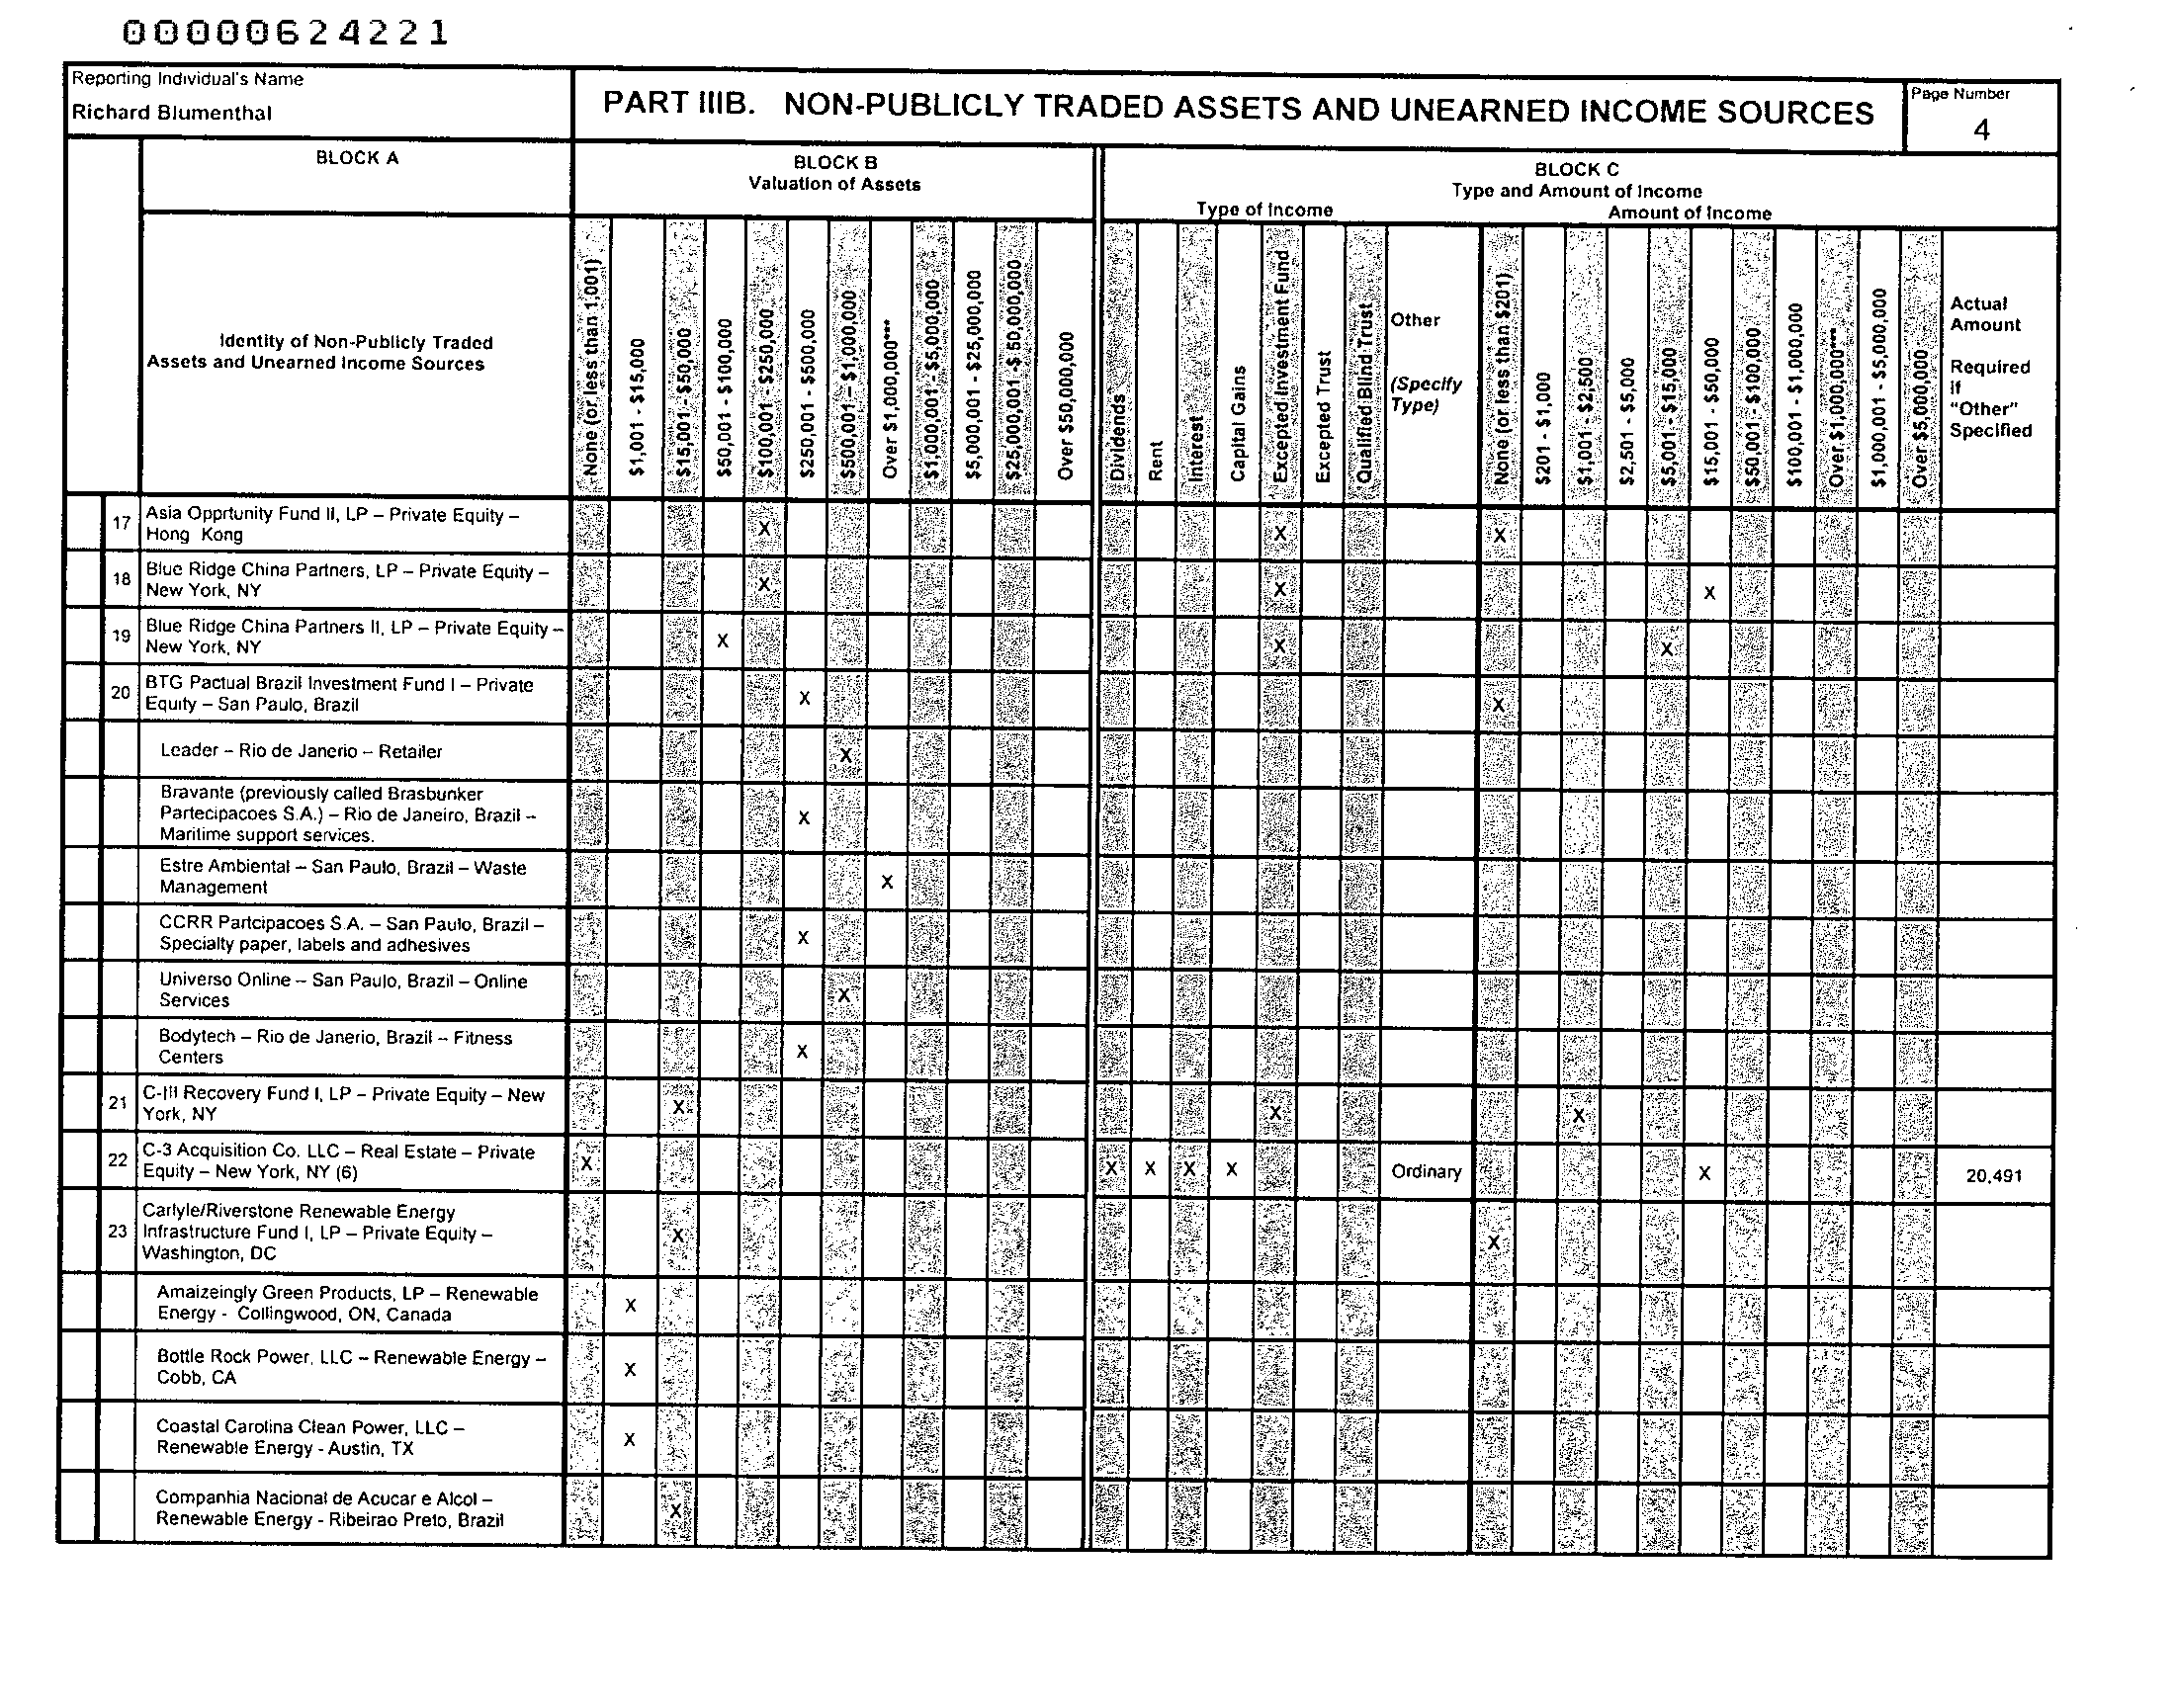 00000624221
Reporting Individual's Name
Richard Blumenthal
PART IIIB. NON-PUBLICLY TRADED ASSETS AND UNEARNED INCOME SOURCES
Page Number
4
BLOCK A
BLOCK B
Valuation of Assets
BLOCK C
Type and Amount of Income
Type of Income
Amount of Income
Identity of Non-Publicly Traded
Assets and Unearned Income Sources
None (or less than 1,001)
$1,001 - $15,000
$15,001 - $50,000
$50,001 - $100,000
$100,001 - $250,000
$250,001 - $500,000
$500,001 - $1,000,000
Over $1,000,000***
$1,000,001 - $5,000,000
$5,000,001 - $25,000,000
$25,000,001 -$ 50,000,000
Over $50,000,000
Dividends
Rent
Interest
Capital Gains
Excepted Investment Fund
Excepted Trust
Qualified Blind Trust
Other
(Specify
Type)
None (or less than $201)
$201 - $1,000
$1,001 - $2,500
$2,501 - $5,000
$5,001 - $15,000
$15,001 - $50,000
$50,001 - $100,000
$100,001 - $1,000,000
Over $1,000,000***
$1,000,001 - $5,000,000
Over $5,000,000
Actual
Amount
Required
If
"Other"
Specified
17 Asia Opprtunity Fund II, LP – Private Equity –
Hong Kong
X X X
18 Blue Ridge China Partners, LP – Private Equity –
New York, NY
X X X
19 Blue Ridge China Partners II, LP – Private Equity –
New York, NY
X X X
20 BTG Pactual Brazil Investment Fund I – Private
Equity – San Paulo, Brazil
X X
Leader – Rio de Janerio – Retailer
X
Bravante (previously called Brasbunker
Partecipacoes S.A.) – Rio de Janeiro, Brazil –
Maritime support services.
X
Estre Ambiental – San Paulo, Brazil – Waste
Management
X
CCRR Partcipacoes S.A. – San Paulo, Brazil –
Specialty paper, labels and adhesives
X
Universo Online – San Paulo, Brazil – Online
Services
X
Bodytech – Rio de Janerio, Brazil – Fitness
Centers
X
21 C-III Recovery Fund I, LP – Private Equity – New
York, NY
X X X
22 C-3 Acquisition Co. LLC – Real Estate – Private
Equity – New York, NY (6)
X X X X X Ordinary X 20,491
23 Carlyle/Riverstone Renewable Energy
Infrastructure Fund I, LP – Private Equity –
Washington, DC
X X
Amaizeingly Green Products, LP – Renewable
Energy - Collingwood, ON, Canada
X
Bottle Rock Power, LLC – Renewable Energy –
Cobb, CA
X
Coastal Carolina Clean Power, LLC –
Renewable Energy - Austin, TX
X
Companhia Nacional de Acucar e Alcol –
Renewable Energy - Ribeirao Preto, Brazil
X